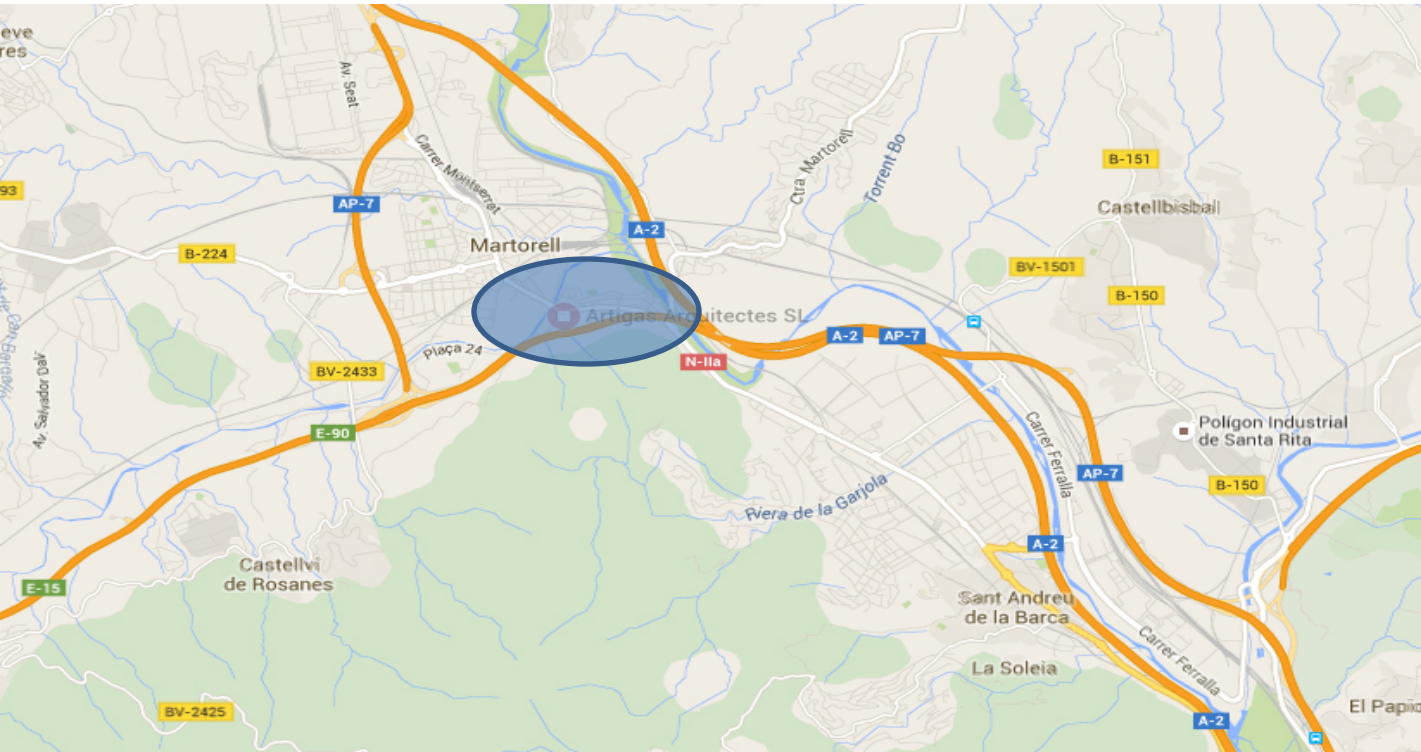 eve
res
Av. Seat
Carrer Montserrat
Ctra. Martorell
Torrent Bo
B-151
93
AP-7
Castellbisbal
A-2
Martorell
B-224
BV-1501
B-150
Artigas Arquitectes SL
A-2
AP-7
Plaça 24
N-IIa
BV-2433
Av. Salvador Dalí
E-90
Polígon Industrial
de Santa Rita
Carrer Ferralla
AP-7
B-150
Riera de la Garjola
A-2
Castellví
de Rosanes
E-15
Sant Andreu
de la Barca
Carrer Ferralla
La Soleia
BV-2425
El Papio
A-2